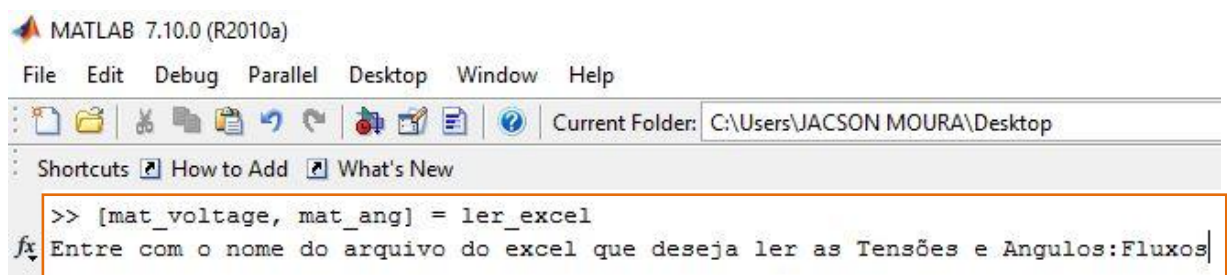 MATLAB 7.10.0 (R2010a)
File Edit Debug Parallel Desktop Window Help
Current Folder: C:\Users\JACSON MOURA\Desktop
Shortcuts How to Add What's New
>> [mat_voltage, mat_ang] = ler_excel
fx Entre com o nome do arquivo do excel que deseja ler as Tensões e Angulos:Fluxos